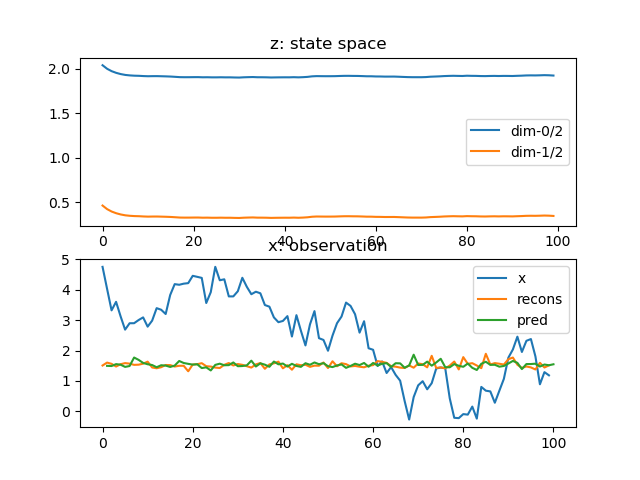 z: state space
2.0
1.5
1.0
0.5
dim-0/2
dim-1/2
0 20 40 60 80 100
x: observation
5
4
3
2
1
0
x
recons
pred
0 20 40 60 80 100